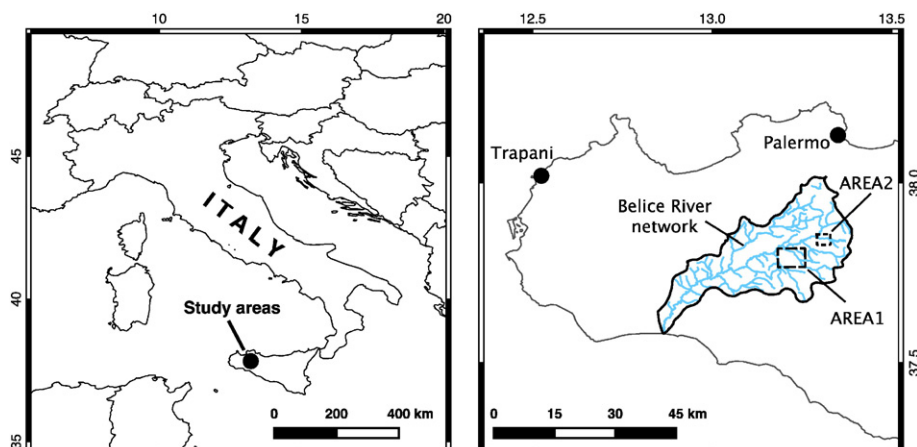 10
15
20
45
40
35
ITALY
Study areas
0
200
400 km
12.5
13.0
13.5
38.0
37.5
Trapani
Palermo
AREA2
Belice River
network
AREA1
0
15
30
45 km